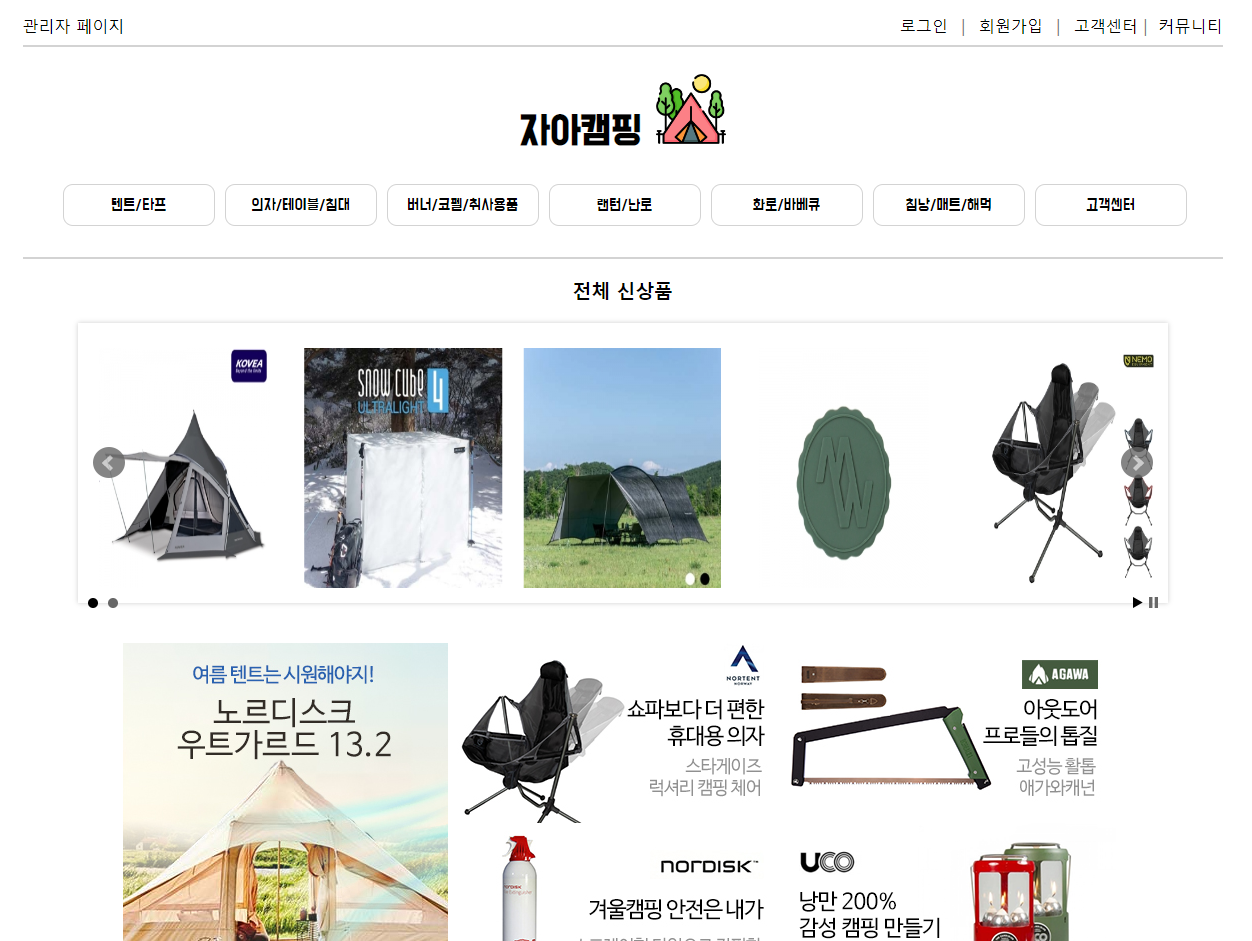 관리자 페이지
로그인 | 회원가입 | 고객센터 | 커뮤니티
자아캠핑
텐트/타프
의자/테이블/침대
버너/코펠/취사용품
랜턴/난로
화로/바베큐
침낭/매트/해먹
고객센터
전체 신상품
KOVEA
SNOW CUBE 4
ULTRALIGHT
MW
NEMO
여름 텐트는 시원해야지!
노르디스크
우트가르드 13.2
NORTENT
NORWAY
쇼파보다 더 편한
휴대용 의자
스타게이즈
럭셔리 캠핑 체어
AGAWA
아웃도어
프로들의 톱질
고성능 활톱
애가와캐넌
nORDISK
nORDISK™
겨울캠핑 안전은 내가
UCO
낭만 200%
감성 캠핑 만들기